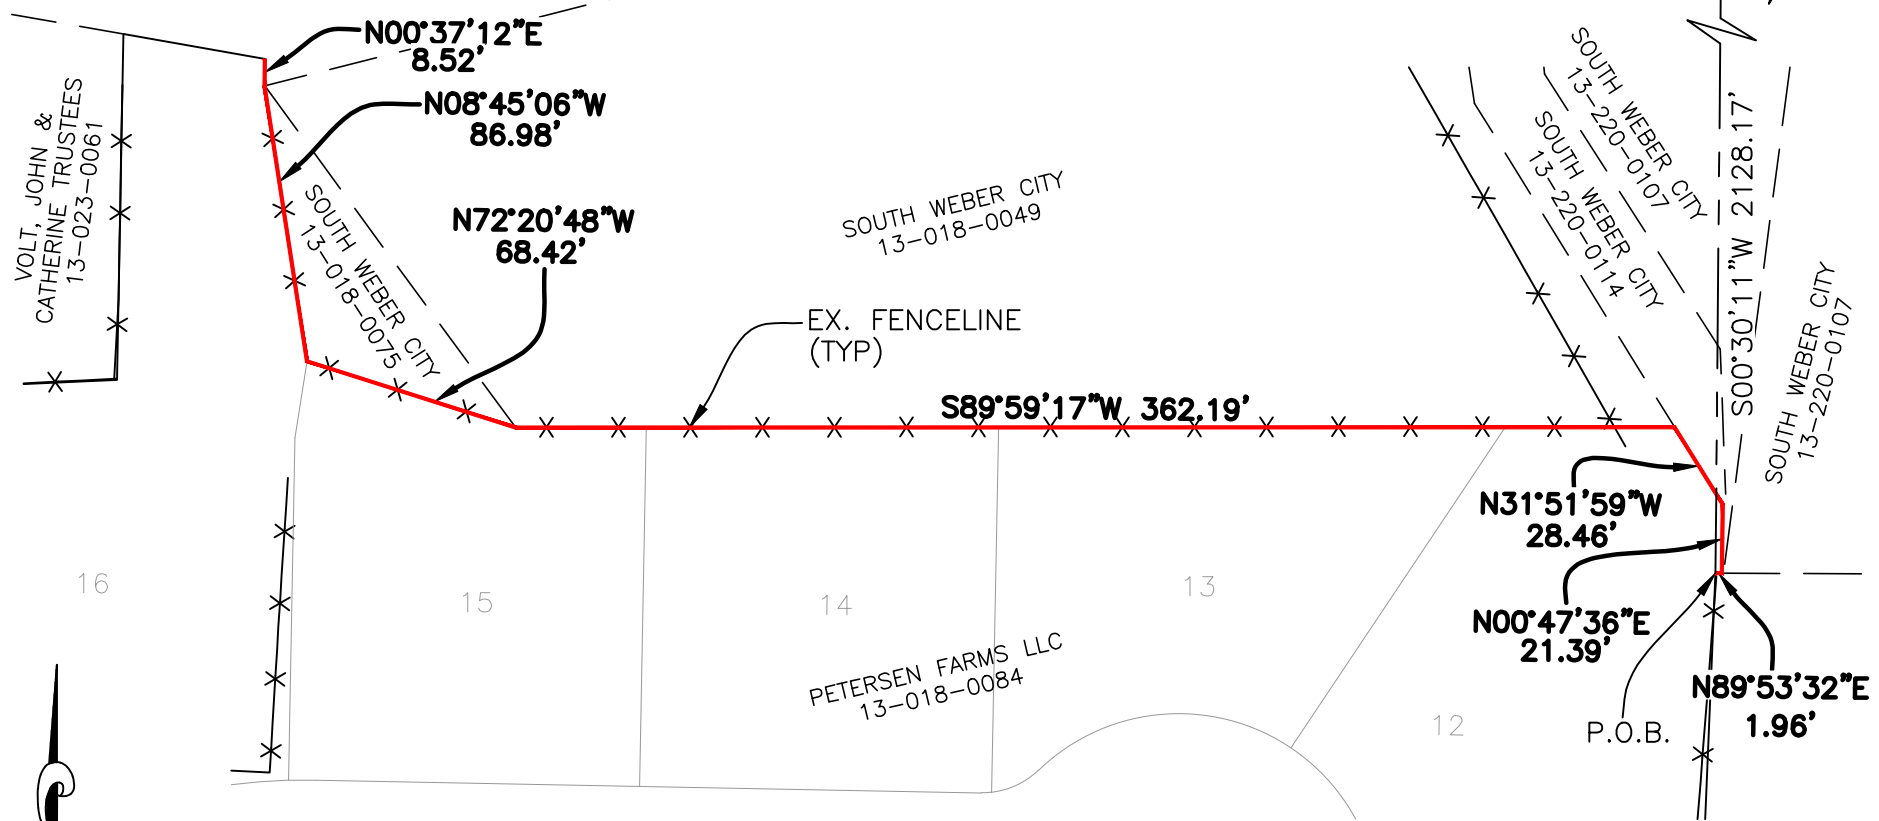 N00°37'12"E
8.52'
N08°45'06"W
86.98'
VOLT, JOHN &
CATHERINE TRUSTEES
13-023-0061
SOUTH WEBER CITY
13-018-0075
N72°20'48"W
68.42'
SOUTH WEBER CITY
13-018-0049
EX. FENCELINE
(TYP)
S89°59'17"W 362.19'
SOUTH WEBER CITY
13-220-0107
SOUTH WEBER CITY
13-220-0114
S00°30'11"W 2128.17'
SOUTH WEBER CITY
13-220-0107
N31°51'59"W
28.46'
N00°47'36"E
21.39'
N89°53'32"E
1.96'
P.O.B.
16
15
14
13
12
PETERSEN FARMS LLC
13-018-0084